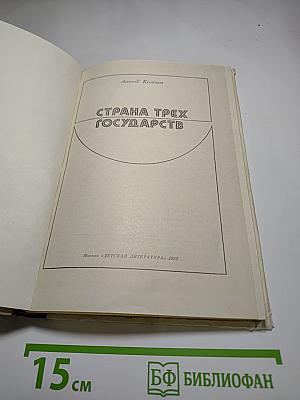 СТРАНА ТРЕХ
ГОСУДАРСТВ
Москва «ДЕТСКАЯ ЛИТЕРАТУРА»
15 см
БФ БИБЛИОФАН